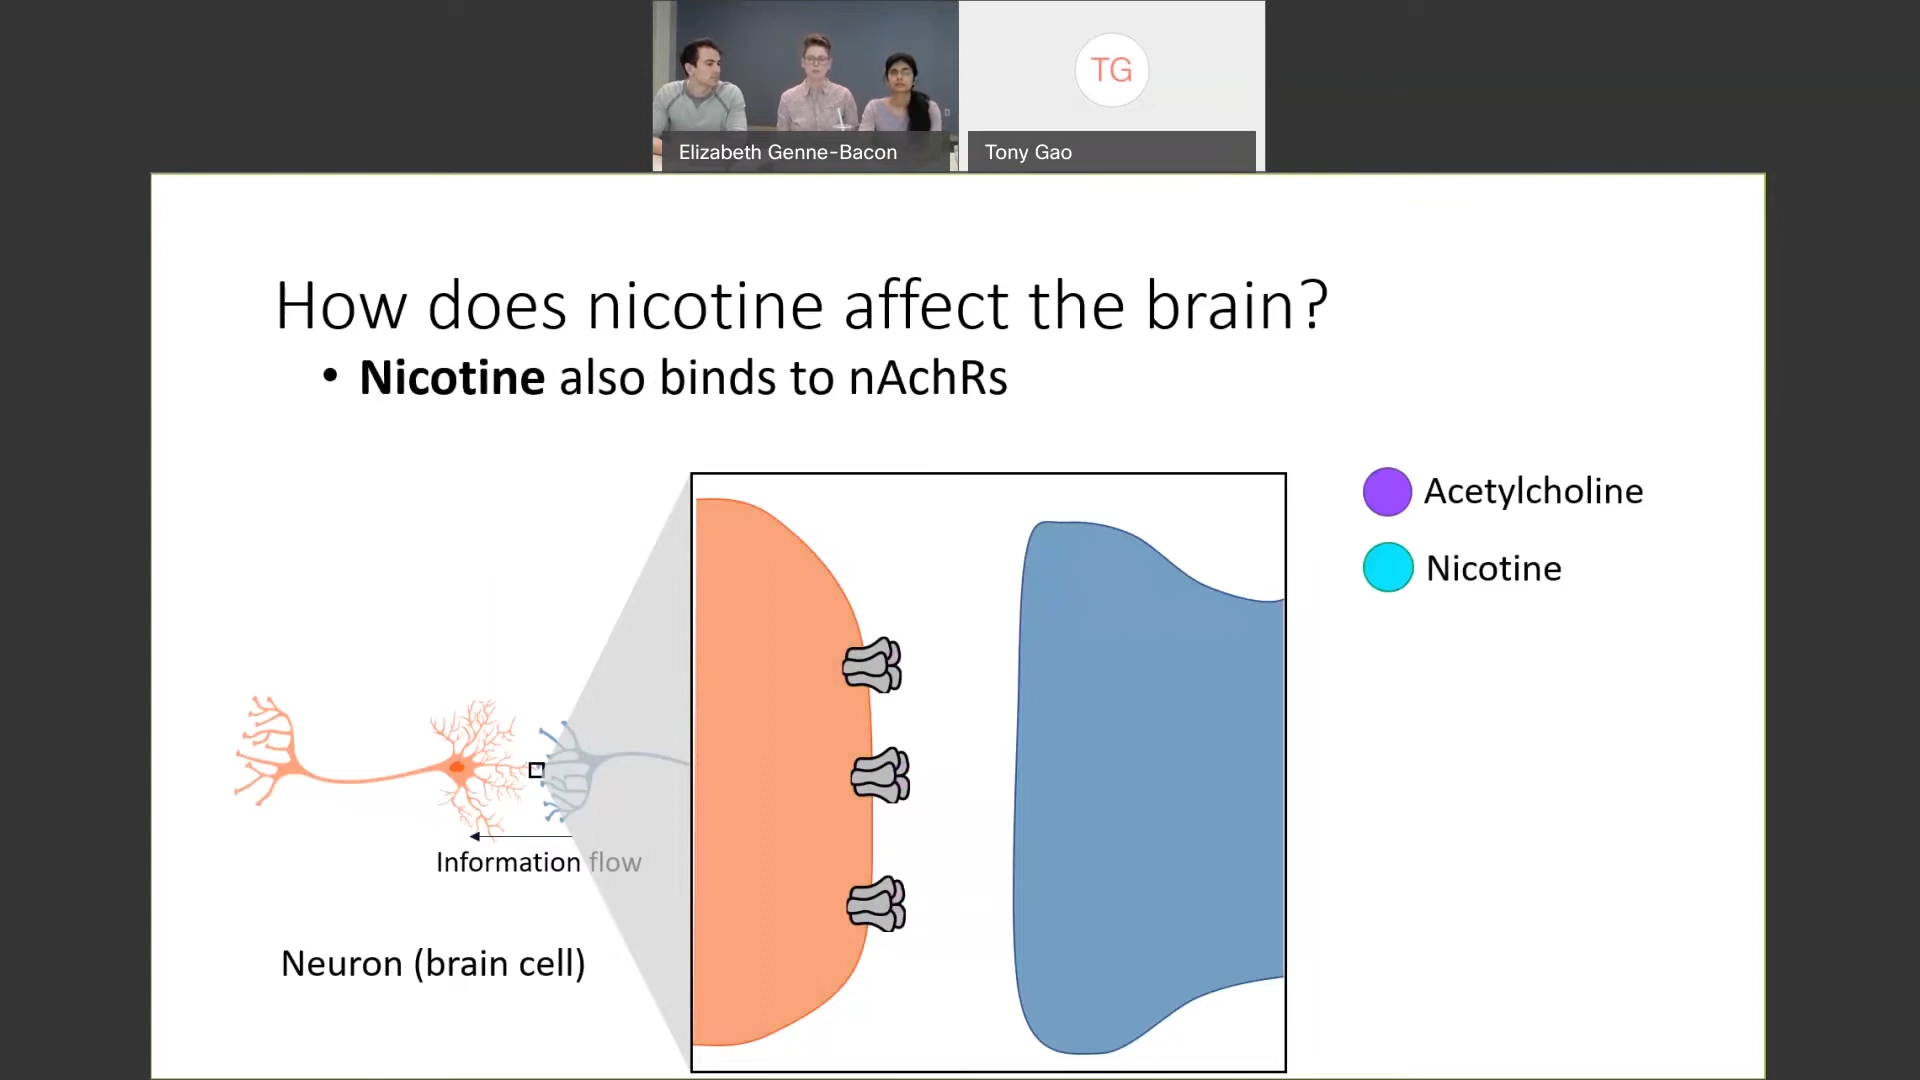 TG
Elizabeth Genne-Bacon
Tony Gao
How does nicotine affect the brain?
• Nicotine also binds to nAchRs
Acetylcholine
Nicotine
Information flow
Neuron (brain cell)